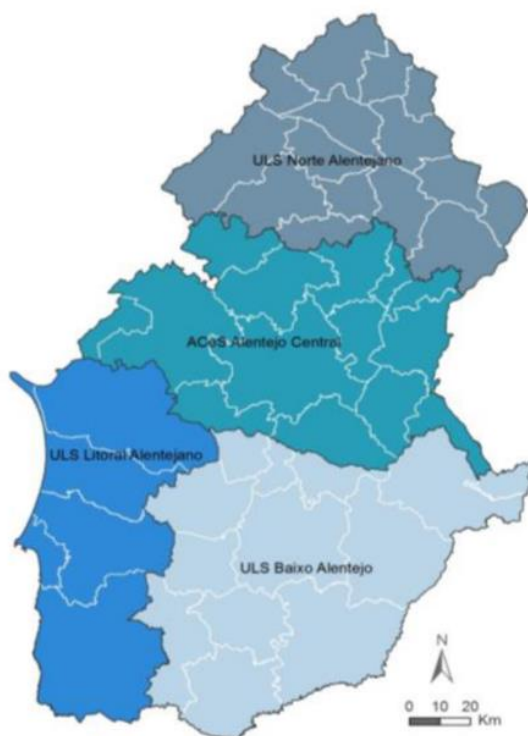 ULS Norte Alentejano
ACeS Alentejo Central
ULS Litoral Alentejano
ULS Baixo Alentejo
N
0 10 20
Km